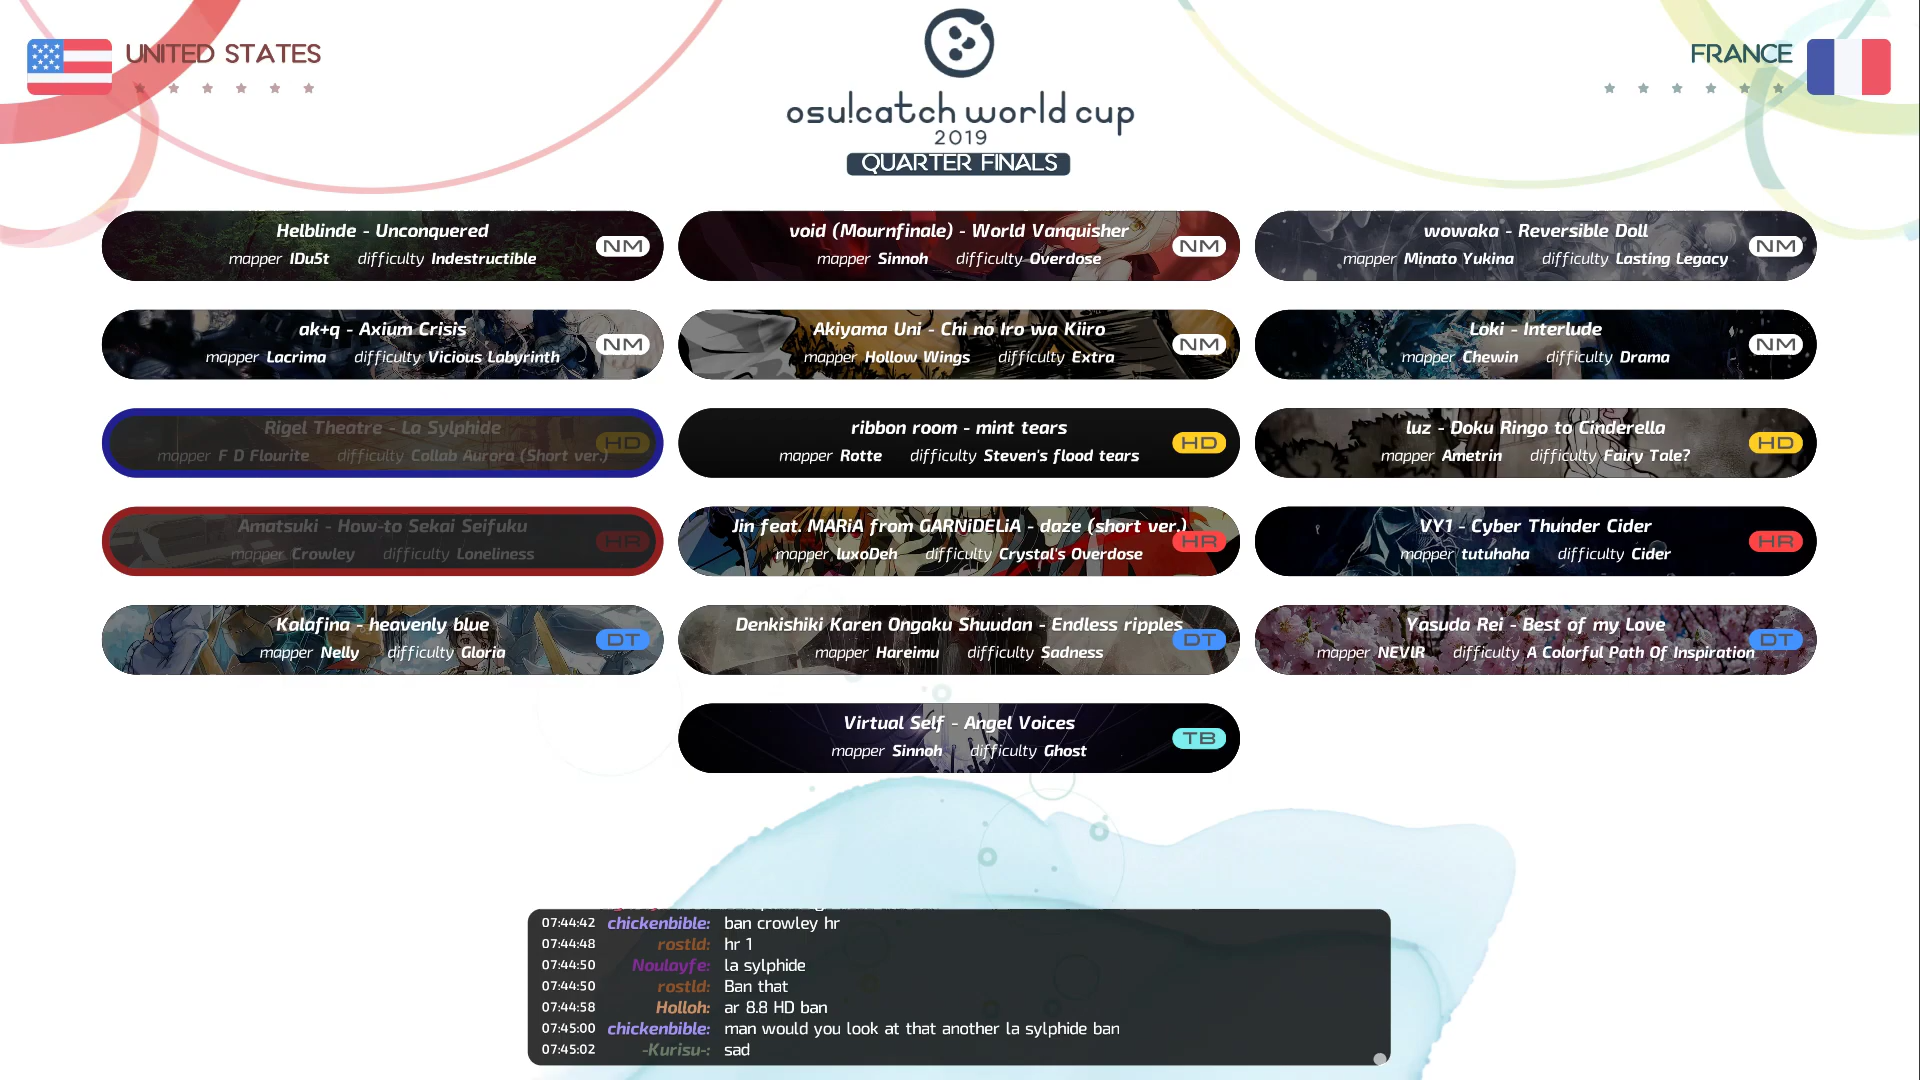 UNITED STATES
FRANCE
osu!catch world cup
2019
QUARTER FINALS
Helblinde - Unconquered
mapper IDu5t difficulty Indestructible
NM
void (Mournfinale) - World Vanquisher
mapper Sinnoh difficulty Overdose
NM
wowaka - Reversible Doll
mapper Minato Yukina difficulty Lasting Legacy
NM
ak+q - Axium Crisis
mapper Lacrima difficulty Vicious Labyrinth
NM
Akiyama Uni - Chi no Iro wa Kiiro
mapper Hollow Wings difficulty Extra
NM
Loki - Interlude
mapper Chewin difficulty Drama
NM
Rigel Theatre - La Sylphide
mapper F D Flourite difficulty Collab Aurora (Short ver.)
HD
ribbon room - mint tears
mapper Rotte difficulty Steven's flood tears
HD
luz - Doku Ringo to Cinderella
mapper Ametrin difficulty Fairy Tale?
HD
Amatsuki - How-to Sekai Seifuku
mapper Crowley difficulty Loneliness
HR
Jin feat. MARiA from GARNiDELiA - daze (short ver.)
mapper luxoDeh difficulty Crystal's Overdose
HR
VY1 - Cyber Thunder Cider
mapper tutuhaha difficulty Cider
HR
Kalafina - heavenly blue
mapper Nelly difficulty Gloria
DT
Denkishiki Karen Ongaku Shuudan - Endless ripples
mapper Hareimu difficulty Sadness
DT
Yasuda Rei - Best of my Love
mapper NEVIR difficulty A Colorful Path Of Inspiration
DT
Virtual Self - Angel Voices
mapper Sinnoh difficulty Ghost
TB
07:44:42 chickenbible: ban crowley hr
07:44:48 rostld: hr 1
07:44:50 Noulayfe: la sylphide
07:44:50 rostld: Ban that
07:44:58 Holloh: ar 8.8 HD ban
07:45:00 chickenbible: man would you look at that another la sylphide ban
07:45:02 -Kurisu-: sad